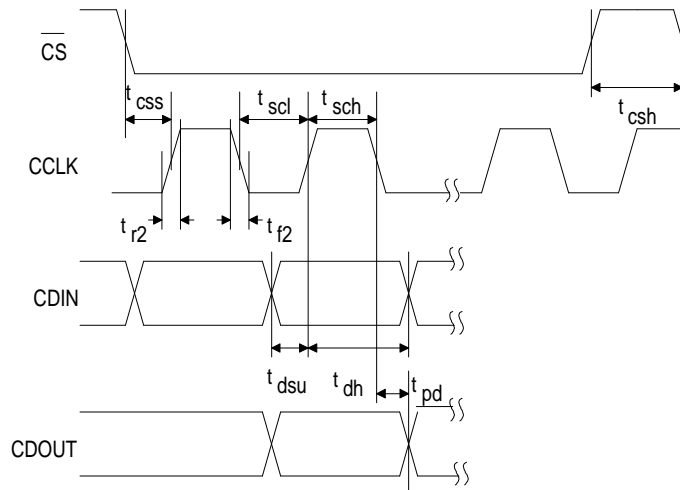 CS
t css
t scl
t sch
t csh
CCLK
t r2
t f2
CDIN
t dsu
t dh
t pd
CDOUT